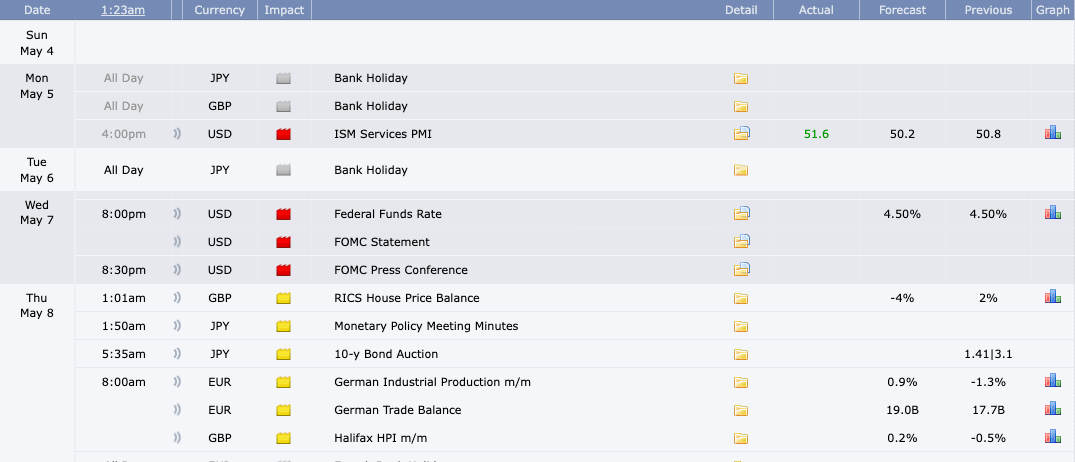 Date 1:23am Currency Impact Detail Actual Forecast Previous Graph
Sun
May 4
Mon
May 5
All Day JPY Bank Holiday
All Day GBP Bank Holiday
4:00pm USD ISM Services PMI 51.6 50.2 50.8
Tue
May 6
All Day JPY Bank Holiday
Wed
May 7
8:00pm USD Federal Funds Rate 4.50% 4.50%
USD FOMC Statement
8:30pm USD FOMC Press Conference
Thu
May 8
1:01am GBP RICS House Price Balance -4% 2%
1:50am JPY Monetary Policy Meeting Minutes
5:35am JPY 10-y Bond Auction 1.41|3.1
8:00am EUR German Industrial Production m/m 0.9% -1.3%
EUR German Trade Balance 19.0B 17.7B
GBP Halifax HPI m/m 0.2% -0.5%